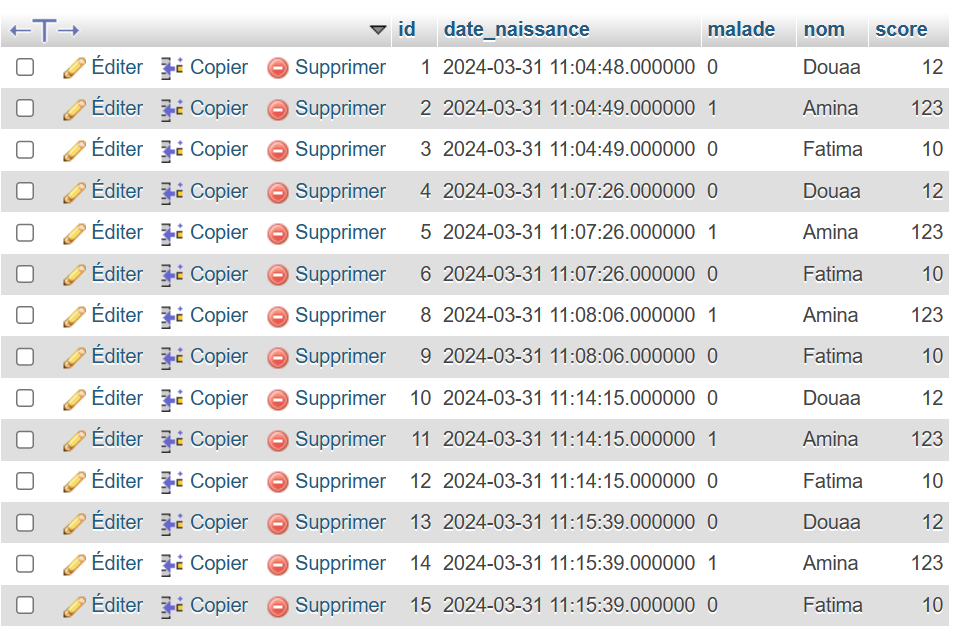 id date_naissance malade nom score
Éditer Copier Supprimer 1 2024-03-31 11:04:48.000000 0 Douaa 12
Éditer Copier Supprimer 2 2024-03-31 11:04:49.000000 1 Amina 123
Éditer Copier Supprimer 3 2024-03-31 11:04:49.000000 0 Fatima 10
Éditer Copier Supprimer 4 2024-03-31 11:07:26.000000 0 Douaa 12
Éditer Copier Supprimer 5 2024-03-31 11:07:26.000000 1 Amina 123
Éditer Copier Supprimer 6 2024-03-31 11:07:26.000000 0 Fatima 10
Éditer Copier Supprimer 8 2024-03-31 11:08:06.000000 1 Amina 123
Éditer Copier Supprimer 9 2024-03-31 11:08:06.000000 0 Fatima 10
Éditer Copier Supprimer 10 2024-03-31 11:14:15.000000 0 Douaa 12
Éditer Copier Supprimer 11 2024-03-31 11:14:15.000000 1 Amina 123
Éditer Copier Supprimer 12 2024-03-31 11:14:15.000000 0 Fatima 10
Éditer Copier Supprimer 13 2024-03-31 11:15:39.000000 0 Douaa 12
Éditer Copier Supprimer 14 2024-03-31 11:15:39.000000 1 Amina 123
Éditer Copier Supprimer 15 2024-03-31 11:15:39.000000 0 Fatima 10